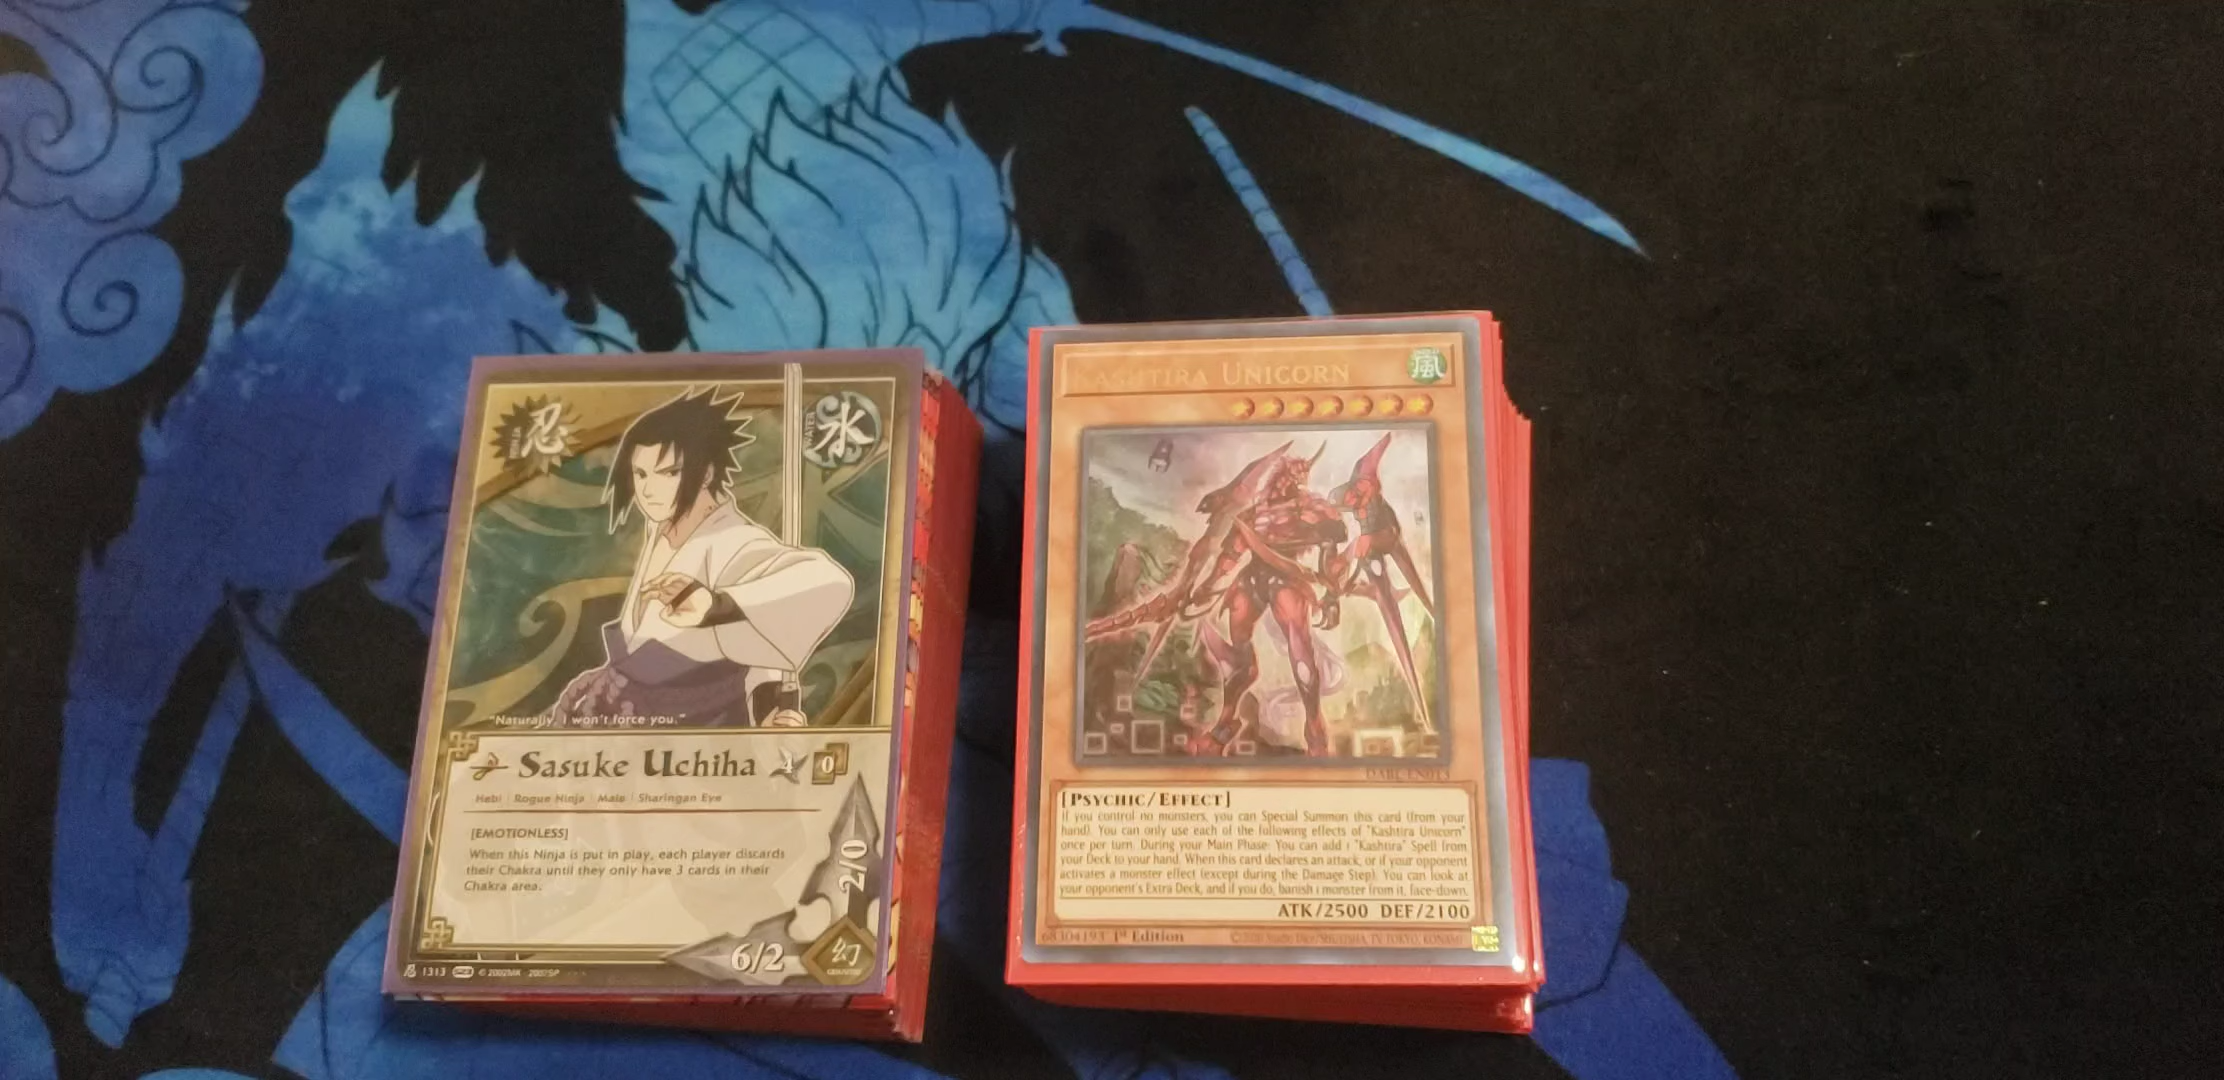 忍
WATER
水
"Naturally, I won't force you."
Sasuke Uchiha 4 0
Hebi | Rogue Ninja | Male | Sharingan Eye
[EMOTIONLESS]
When this Ninja is put in play, each player discards
their Chakra until they only have 3 cards in their
Chakra area.
2/0
6/2
幻
1313 © 2002MK 2007SP
KASHTIRA UNICORN
風
DABL-EN013
[PSYCHIC/EFFECT]
If you control no monsters, you can Special Summon this card (from your
hand). You can only use each of the following effects of "Kashtira Unicorn"
once per turn. During your Main Phase: You can add 1 "Kashtira" Spell from
your Deck to your hand. When this card declares an attack, or if your opponent
activates a monster effect (except during the Damage Step): You can look at
your opponent's Extra Deck, and if you do, banish 1 monster from it, face-down.
ATK/2500 DEF/2100
68304193 1st Edition